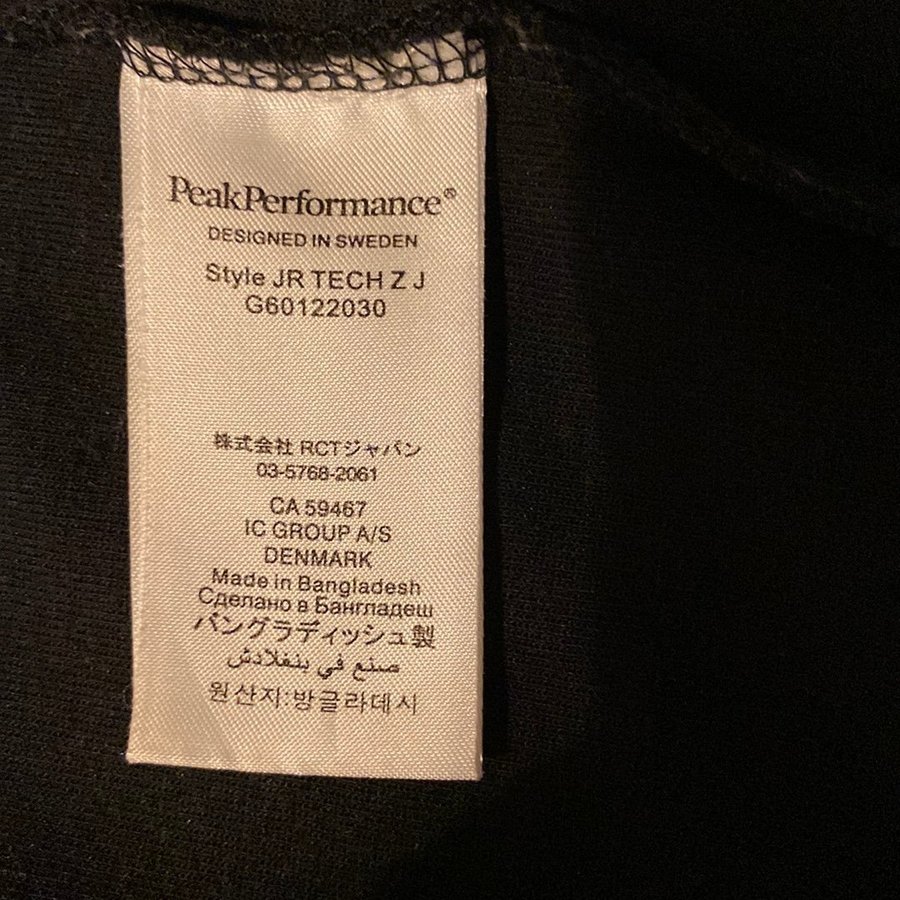 PeakPerformance®
DESIGNED IN SWEDEN
Style JR TECH Z J
G60122030
株式会社 RCTジャパン
03-5768-2061
CA 59467
IC GROUP A/S
DENMARK
Made in Bangladesh
Сделано в Бангладеш
バングラディッシュ製
صنع في بنغلادش
원산지:방글라데시